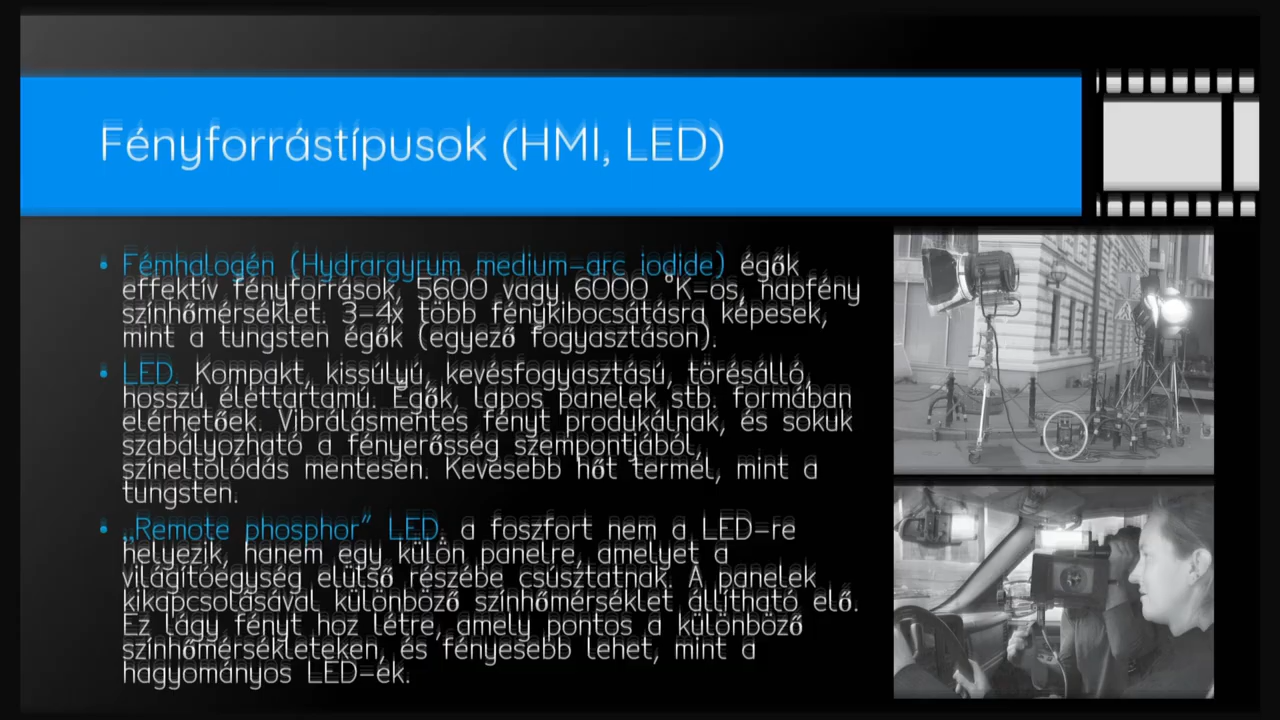 Fényforrástípusok (HMI, LED)
• Fémhalogén (Hydrargyrum medium-arc iodide) égők
effektív fényforrások, 5600 vagy 6000 °K-os, napfény
színhőmérséklet. 3-4x több fénykibocsátásra képesek,
mint a tungsten égők (egyező fogyasztáson).
• LED. Kompakt, kissúlyú, kevésfogyasztású, törésálló,
hosszú élettartamú. Égők, lapos panelek stb. formában
elérhetőek. Vibrálásmentes fényt produkálnak, és sokuk
szabályozható a fényerősség szempontjából,
színeltolódás mentesen. Kevesebb hőt termel, mint a
tungsten.
• „Remote phosphor” LED. a foszfort nem a LED-re
helyezik, hanem egy külön panelre, amelyet a
világítóegység elülső részébe csúsztatnak. A panelek
kikapcsolásával különböző színhőmérséklet állítható elő.
Ez lágy fényt hoz létre, amely pontos a különböző
színhőmérsékleteken, és fényesebb lehet, mint a
hagyományos LED-ek.